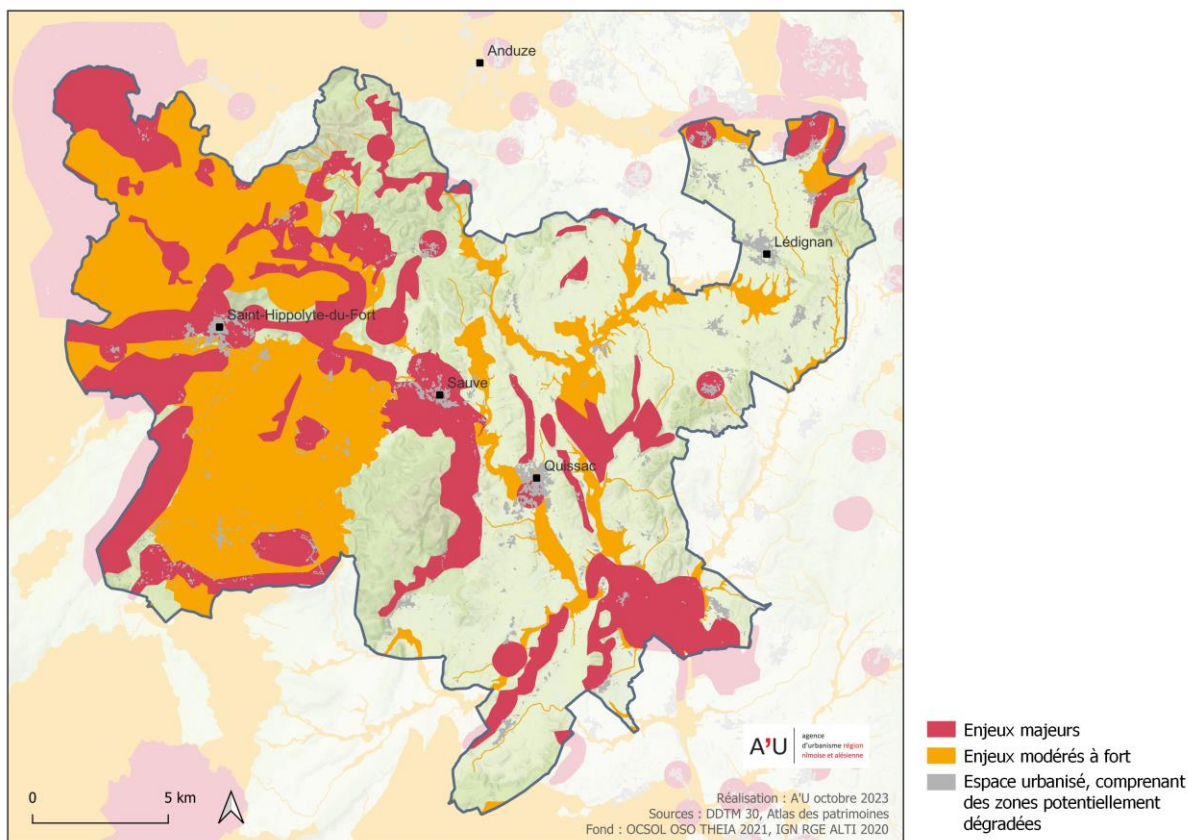 Anduze
Lédignan
Saint-Hippolyte-du-Fort
Sauve
Quissac
A'U
agence
d'urbanisme région
nîmoise et alésienne
0 5 km
Réalisation : A'U octobre 2023
Sources : DDTM 30, Atlas des patrimoines
Fond : OCSOL OSO THEIA 2021, IGN RGE ALTI 2020
Enjeux majeurs
Enjeux modérés à fort
Espace urbanisé, comprenant
des zones potentiellement
dégradées